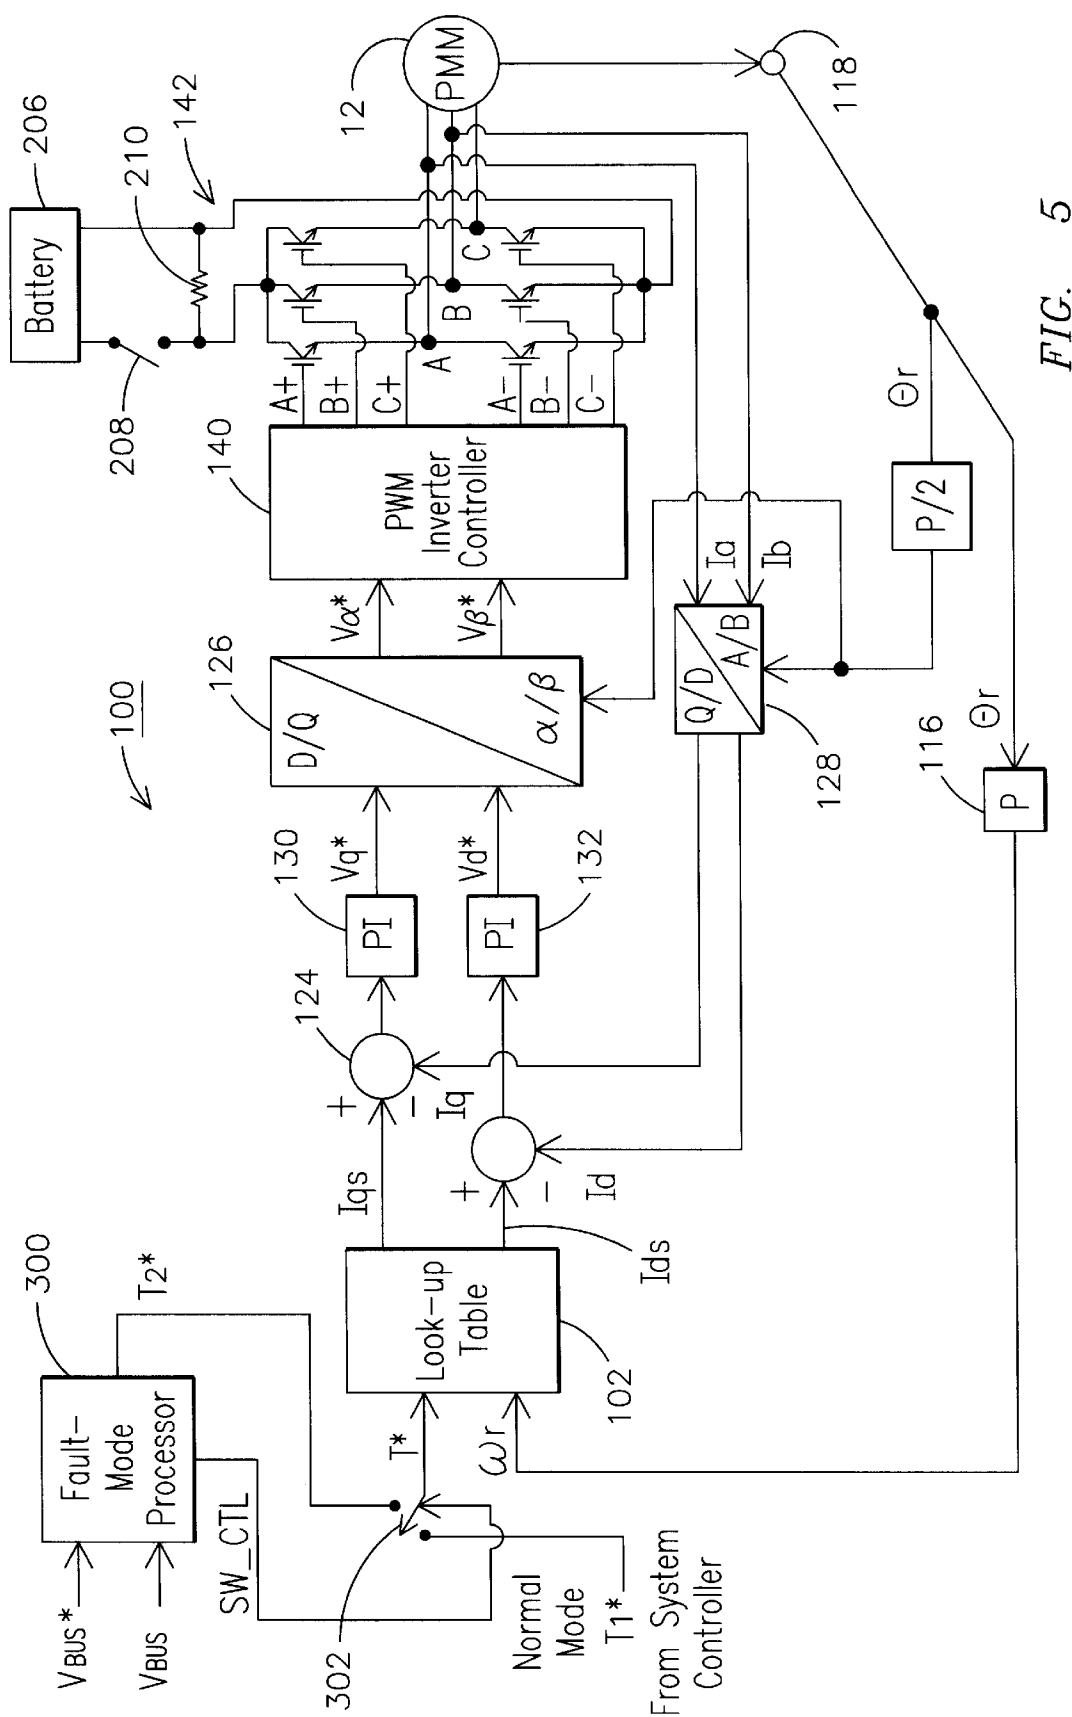 300
VBUS*
VBUS
Fault-
Mode
Processor
T2*
SW_CTL
302
Normal
Mode
T1*
From System
Controller
T*
ωr
Look-up
Table
102
Iqs
Ids
+
−
Iq
+
−
Id
124
PI
130
Vq*
PI
132
Vd*
100
D/Q
α/β
126
Vα*
Vβ*
PWM
Inverter
Controller
140
A+
B+
C+
A−
B−
C−
208
Battery
206
210
142
A
B
C
12
PMM
118
Q/D
A/B
128
Ia
Ib
P/2
Θr
Θr
P
116
FIG. 5